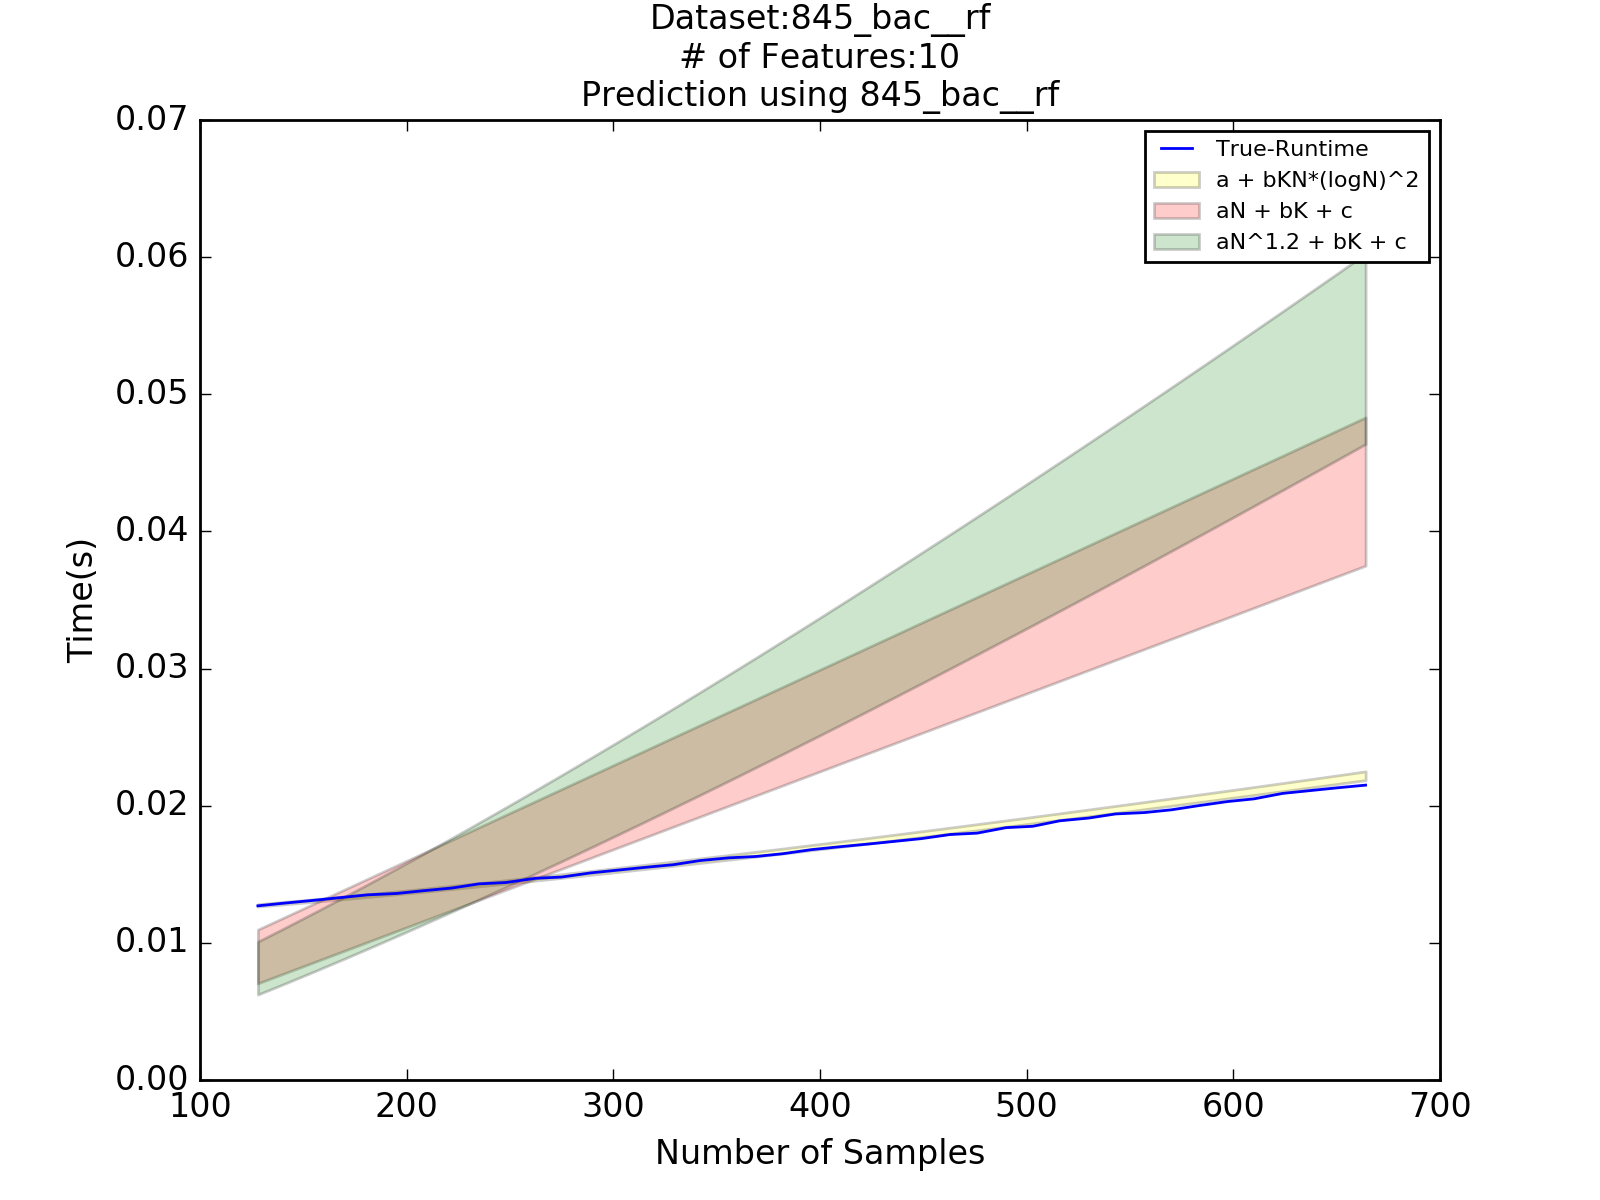 Dataset:845_bac__rf
# of Features:10
Prediction using 845_bac__rf
0.07
0.06
0.05
0.04
0.03
0.02
0.01
0.00
Time(s)
True-Runtime
a + bKN*(logN)^2
aN + bK + c
aN^1.2 + bK + c
100 200 300 400 500 600 700
Number of Samples